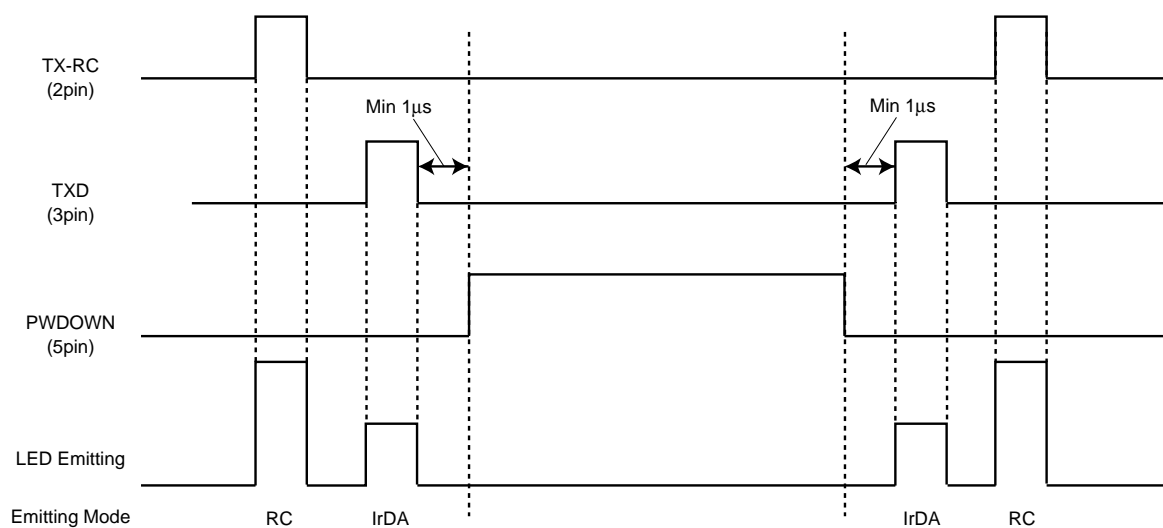 TX-RC
(2pin)
Min 1μs
Min 1μs
TXD
(3pin)
PWDOWN
(5pin)
LED Emitting
Emitting Mode RC IrDA IrDA RC